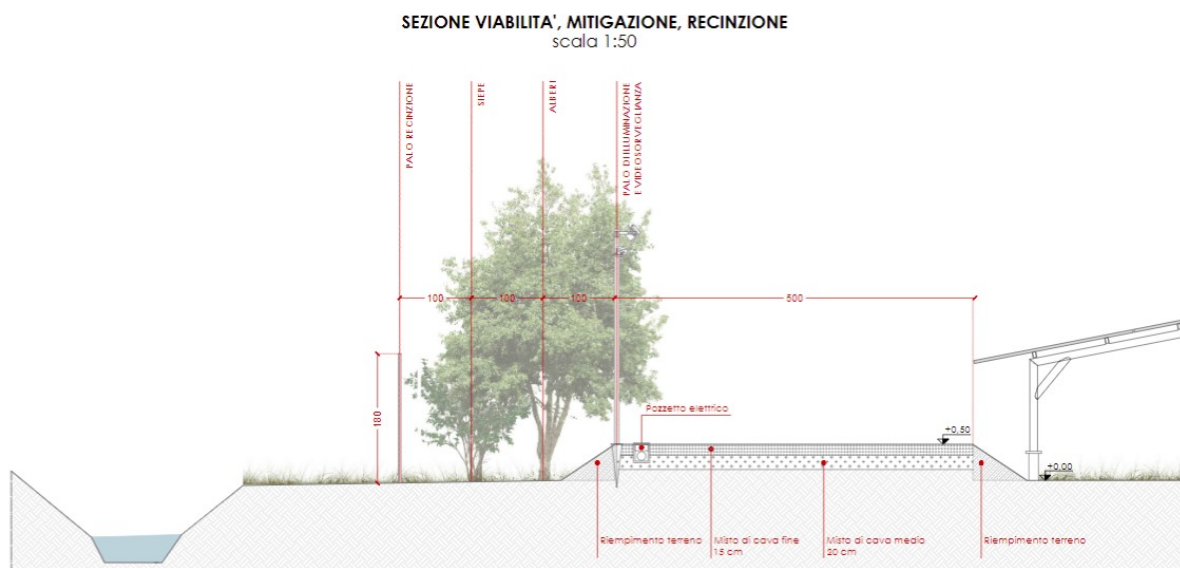 SEZIONE VIABILITA', MITIGAZIONE, RECINZIONE
scala 1:50
PALO RECINZIONE
SIEPE
ALBERI
PALO DI ILLUMINAZIONE
E VIDEOSORVEGLIANZA
100
100
100
500
180
Pozzetto elettrico
+0,50
+0,00
Riempimento terreno
Misto di cava fine
15 cm
Misto di cava medio
20 cm
Riempimento terreno